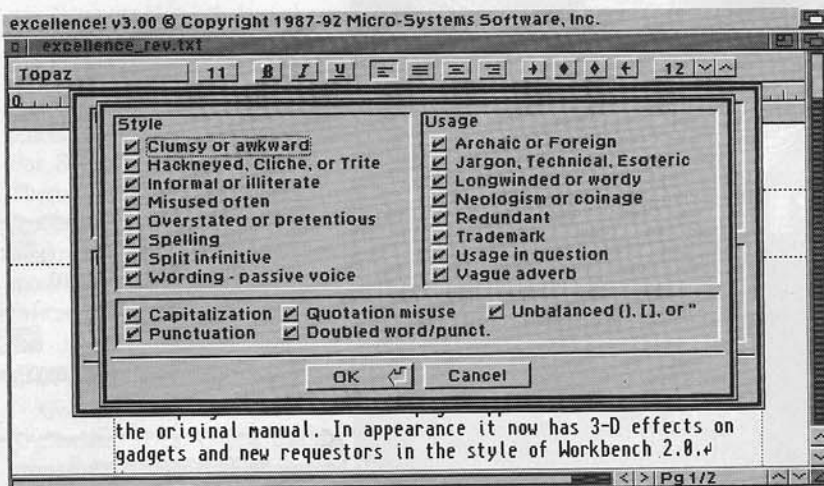 excellence! v3.00 © Copyright 1987-92 Micro-Systems Software, Inc.
excellence_rev.txt
Topaz 11 B I U 12
0
Style
Clumsy or awkward
Hackneyed, Cliche, or Trite
Informal or illiterate
Misused often
Overstated or pretentious
Spelling
Split infinitive
Wording - passive voice
Usage
Archaic or Foreign
Jargon, Technical, Esoteric
Longwinded or wordy
Neologism or coinage
Redundant
Trademark
Usage in question
Vague adverb
Capitalization Quotation misuse Unbalanced (), [], or "
Punctuation Doubled word/punct.
OK Cancel
the original manual. In appearance it now has 3-D effects on
gadgets and new requestors in the style of Workbench 2.0.↵
Pg 1/2